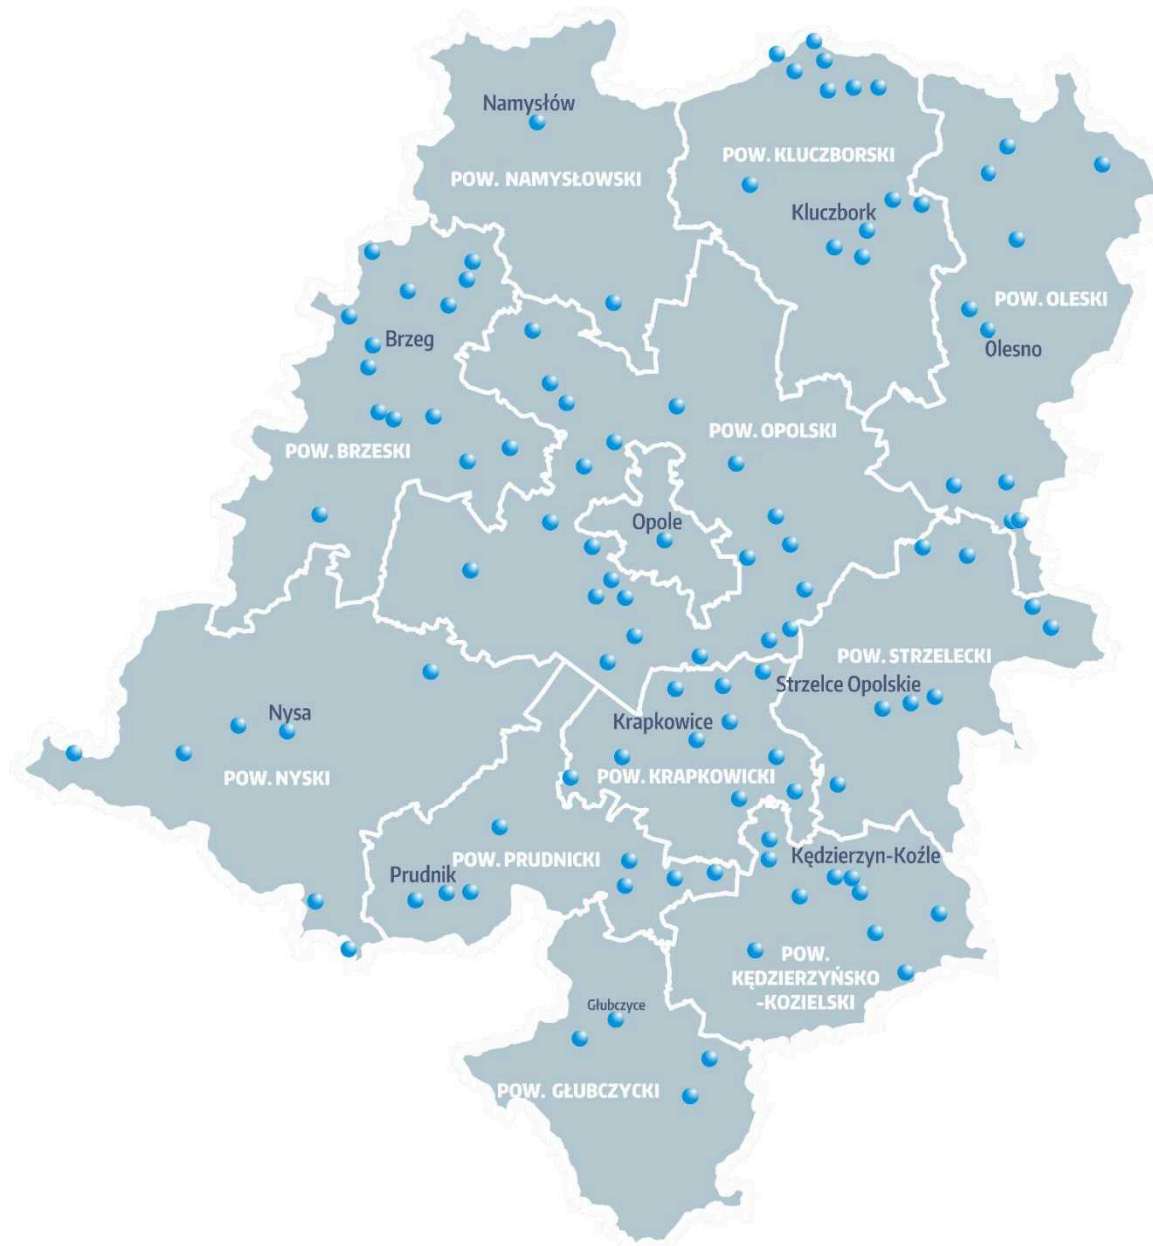 Namysłów
POW. NAMYSŁOWSKI
POW. KLUCZBORSKI
Kluczbork
POW. OLESKI
Olesno
Brzeg
POW. BRZESKI
POW. OPOLSKI
Opole
POW. STRZELECKI
Strzelce Opolskie
Nysa
POW. NYSKI
Krapkowice
POW. KRAPKOWICKI
POW. PRUDNICKI
Prudnik
Kędzierzyn-Koźle
POW.
KĘDZIERZYŃSKO
-KOZIELSKI
Głubczyce
POW. GŁUBCZYCKI